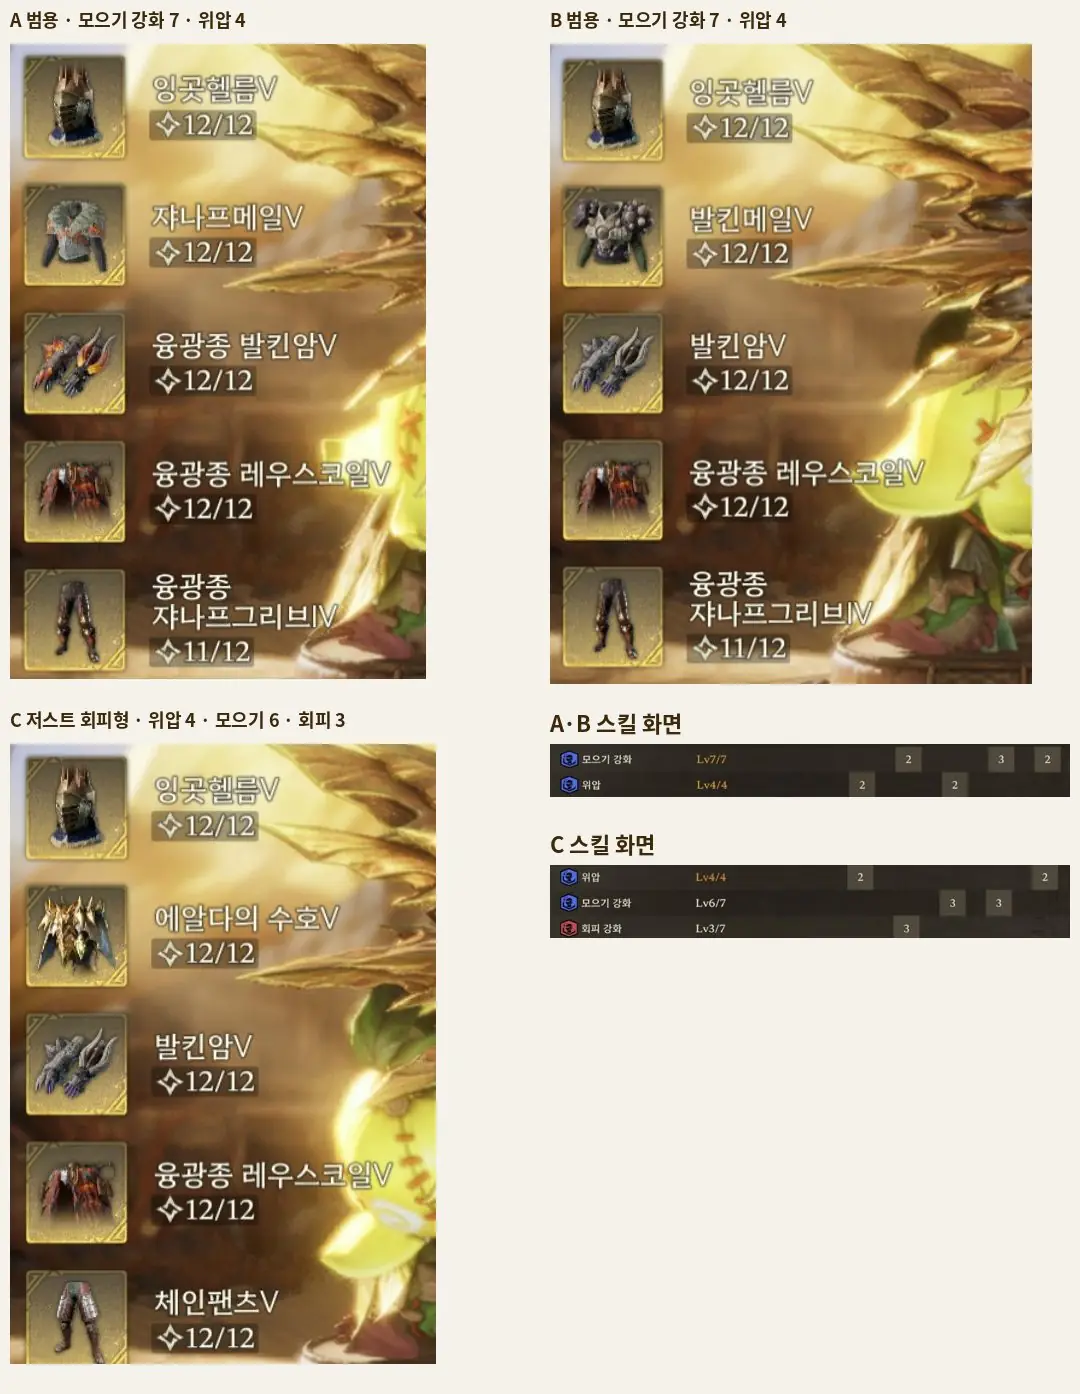 A 범용 · 모으기 강화 7 · 위압 4
잉곳헬름V
12/12
쟈나프메일V
12/12
융광종 발킨암V
12/12
융광종 레우스코일V
12/12
융광종
쟈나프그리브IV
11/12
B 범용 · 모으기 강화 7 · 위압 4
잉곳헬름V
12/12
발킨메일V
12/12
발킨암V
12/12
융광종 레우스코일V
12/12
융광종
쟈나프그리브IV
11/12
C 저스트 회피형 · 위압 4 · 모으기 6 · 회피 3
잉곳헬름V
12/12
에알다의 수호V
12/12
발킨암V
12/12
융광종 레우스코일V
12/12
체인팬츠V
12/12
A·B 스킬 화면
모으기 강화 Lv7/7 2 3 2
위압 Lv4/4 2 2
C 스킬 화면
위압 Lv4/4 2 2
모으기 강화 Lv6/7 3 3
회피 강화 Lv3/7 3